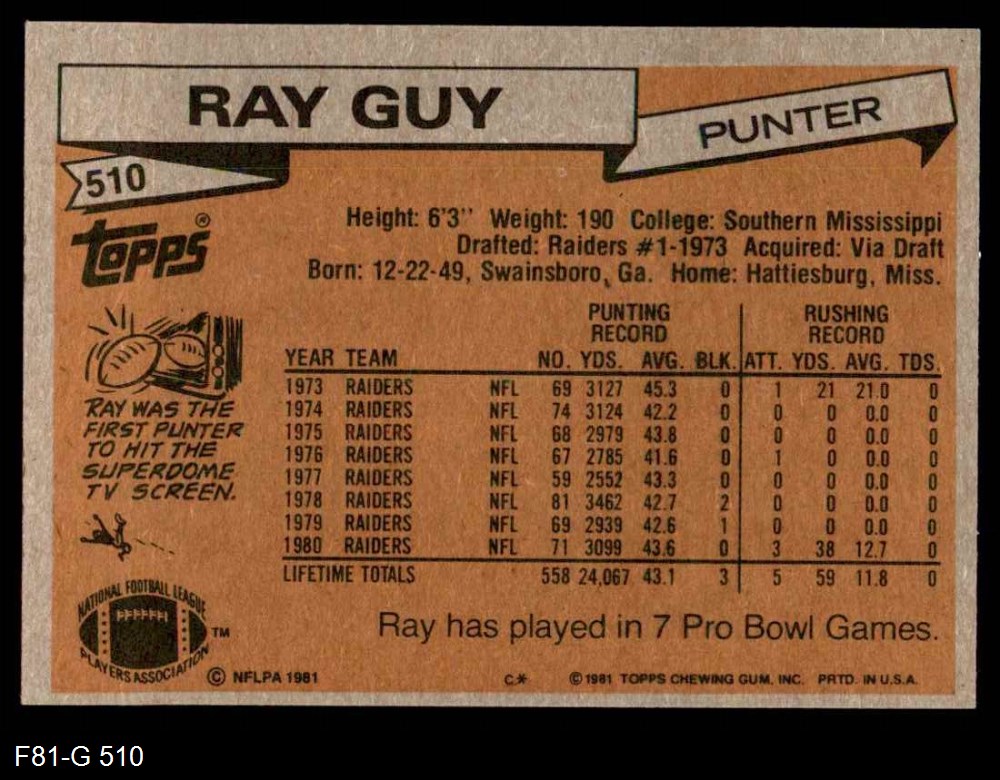 RAY GUY
PUNTER
510
Topps®
Height: 6'3" Weight: 190 College: Southern Mississippi
Drafted: Raiders #1-1973 Acquired: Via Draft
Born: 12-22-49, Swainsboro, Ga. Home: Hattiesburg, Miss.
PUNTING RUSHING
RECORD RECORD
YEAR TEAM NO. YDS. AVG. BLK. ATT. YDS. AVG. TDS.
1973 RAIDERS NFL 69 3127 45.3 0 1 21 21.0 0
1974 RAIDERS NFL 74 3124 42.2 0 0 0 0.0 0
1975 RAIDERS NFL 68 2979 43.8 0 0 0 0.0 0
1976 RAIDERS NFL 67 2785 41.6 0 1 0 0.0 0
1977 RAIDERS NFL 59 2552 43.3 0 0 0 0.0 0
1978 RAIDERS NFL 81 3462 42.7 2 0 0 0.0 0
1979 RAIDERS NFL 69 2939 42.6 1 0 0 0.0 0
1980 RAIDERS NFL 71 3099 43.6 0 3 38 12.7 0
LIFETIME TOTALS 558 24,067 43.1 3 5 59 11.8 0
RAY WAS THE
FIRST PUNTER
TO HIT THE
SUPERDOME
TV SCREEN.
Ray has played in 7 Pro Bowl Games.
NATIONAL FOOTBALL LEAGUE
NFLPA
TM
PLAYERS ASSOCIATION
© NFLPA 1981
C*
© 1981 TOPPS CHEWING GUM, INC. PRTD. IN U.S.A.
F81-G 510